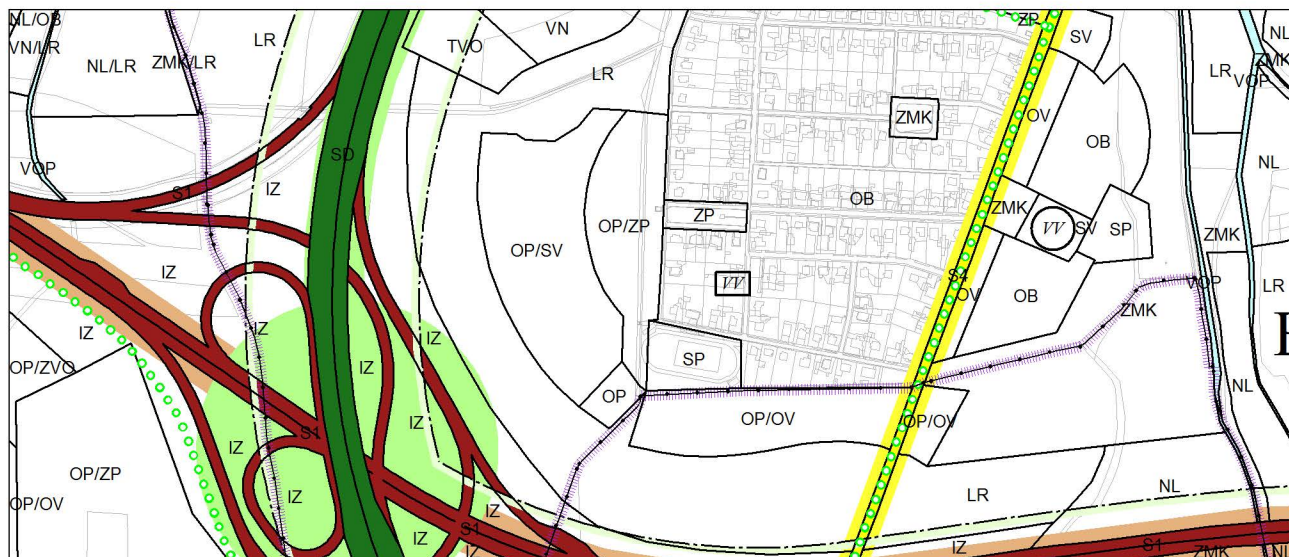 NL/OB
VN/LR
NL/LR
ZMK/LR
LR
TVO
VN
LR
ZP
SV
LR
NL
ZMK
VOP
ZMK
OV
OB
SD
VOP
S1
IZ
OB
NL
OP/ZP
ZP
ZMK
VV
SV
SP
OP/SV
ZMK
IZ
S4
OV
OB
VV
VOP
LR
ZMK
IZ
IZ
IZ
IZ
SP
OP/ZVO
NL
OP
OP/OV
OP/OV
IZ
S1
IZ
OP/ZP
OP/OV
IZ
LR
NL
IZ
S1
IZ
IZ
IZ
S1
ZMK
NL